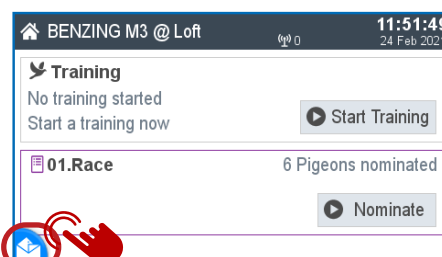 BENZING M3 @ Loft 0 11:51:49
24 Feb 2021
Training
No training started
Start a training now
Start Training
01.Race 6 Pigeons nominated
Nominate